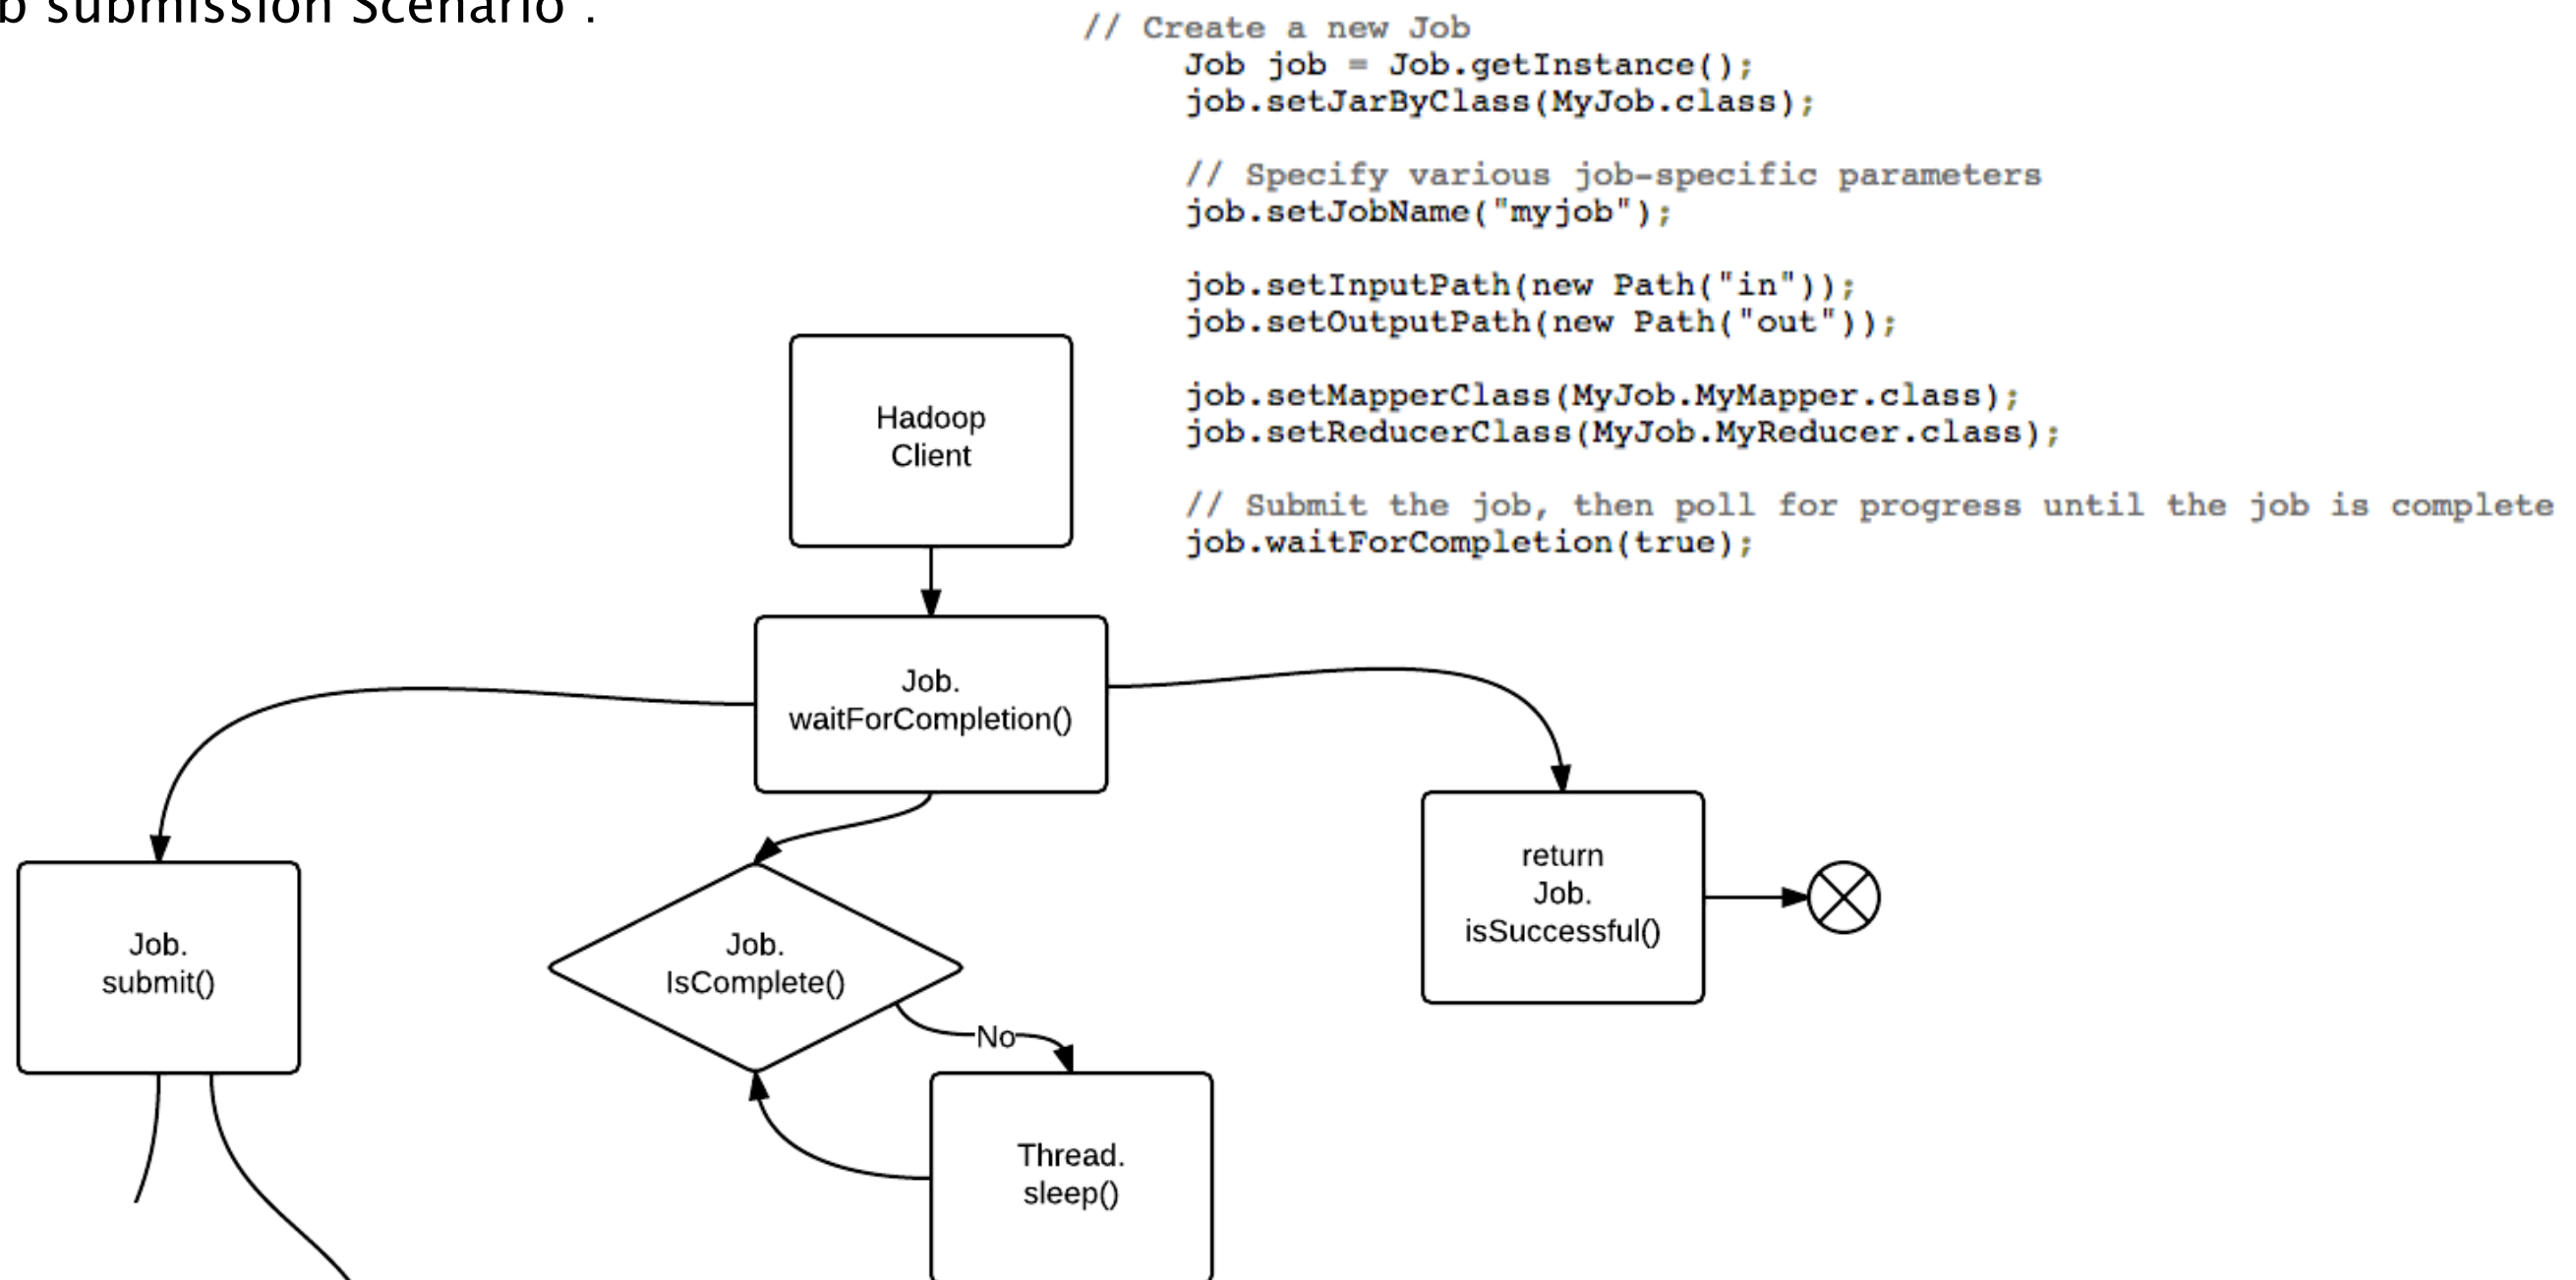 b submission Scenario .
// Create a new Job
Job job = Job.getInstance();
job.setJarByClass(MyJob.class);
// Specify various job-specific parameters
job.setJobName("myjob");
job.setInputPath(new Path("in"));
job.setOutputPath(new Path("out"));
job.setMapperClass(MyJob.MyMapper.class);
job.setReducerClass(MyJob.MyReducer.class);
// Submit the job, then poll for progress until the job is complete
job.waitForCompletion(true);
Hadoop
Client
Job.
waitForCompletion()
Job.
submit()
Job.
IsComplete()
No
Thread.
sleep()
return
Job.
isSuccessful()